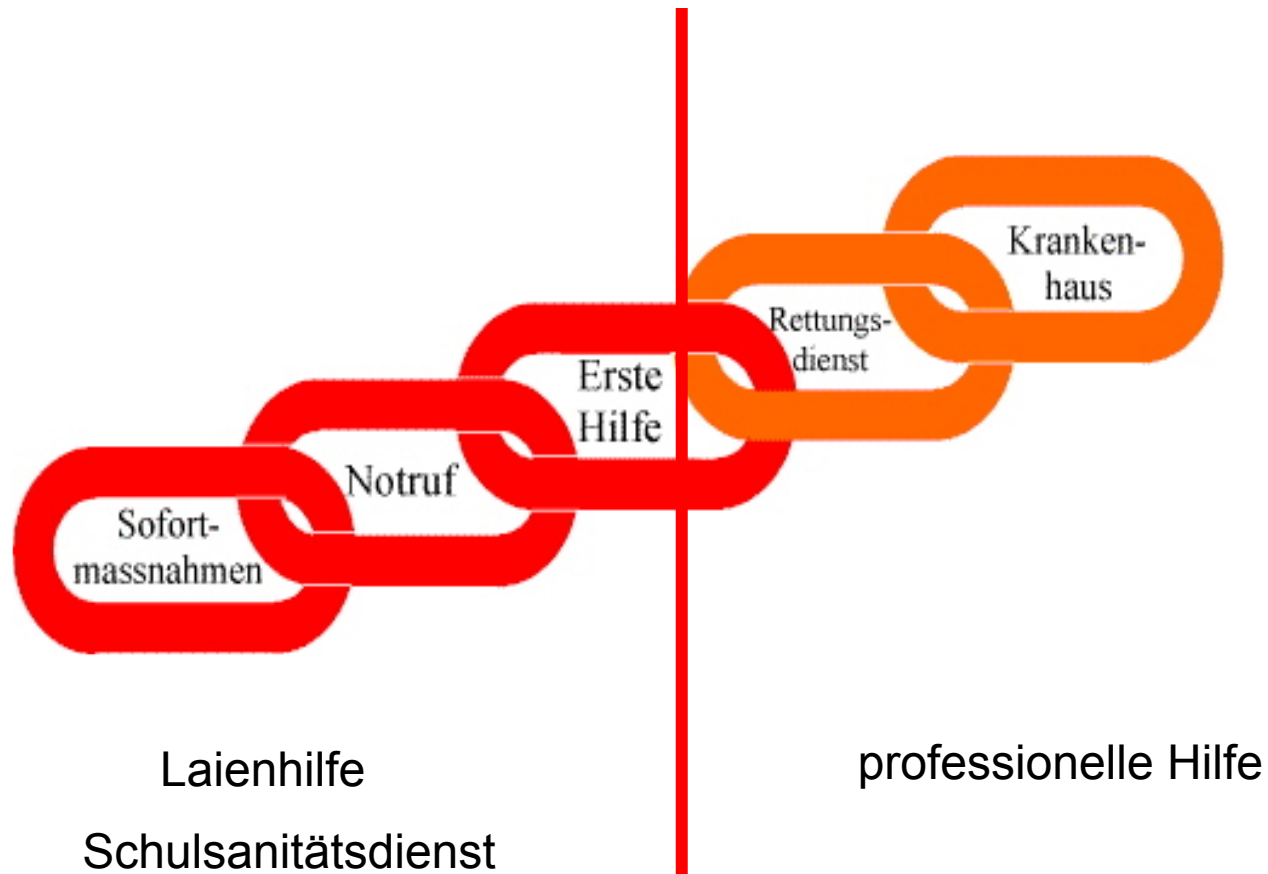 Sofort-
massnahmen
Notruf
Erste
Hilfe
Rettungs-
dienst
Kranken-
haus
Laienhilfe
Schulsanitätsdienst
professionelle Hilfe